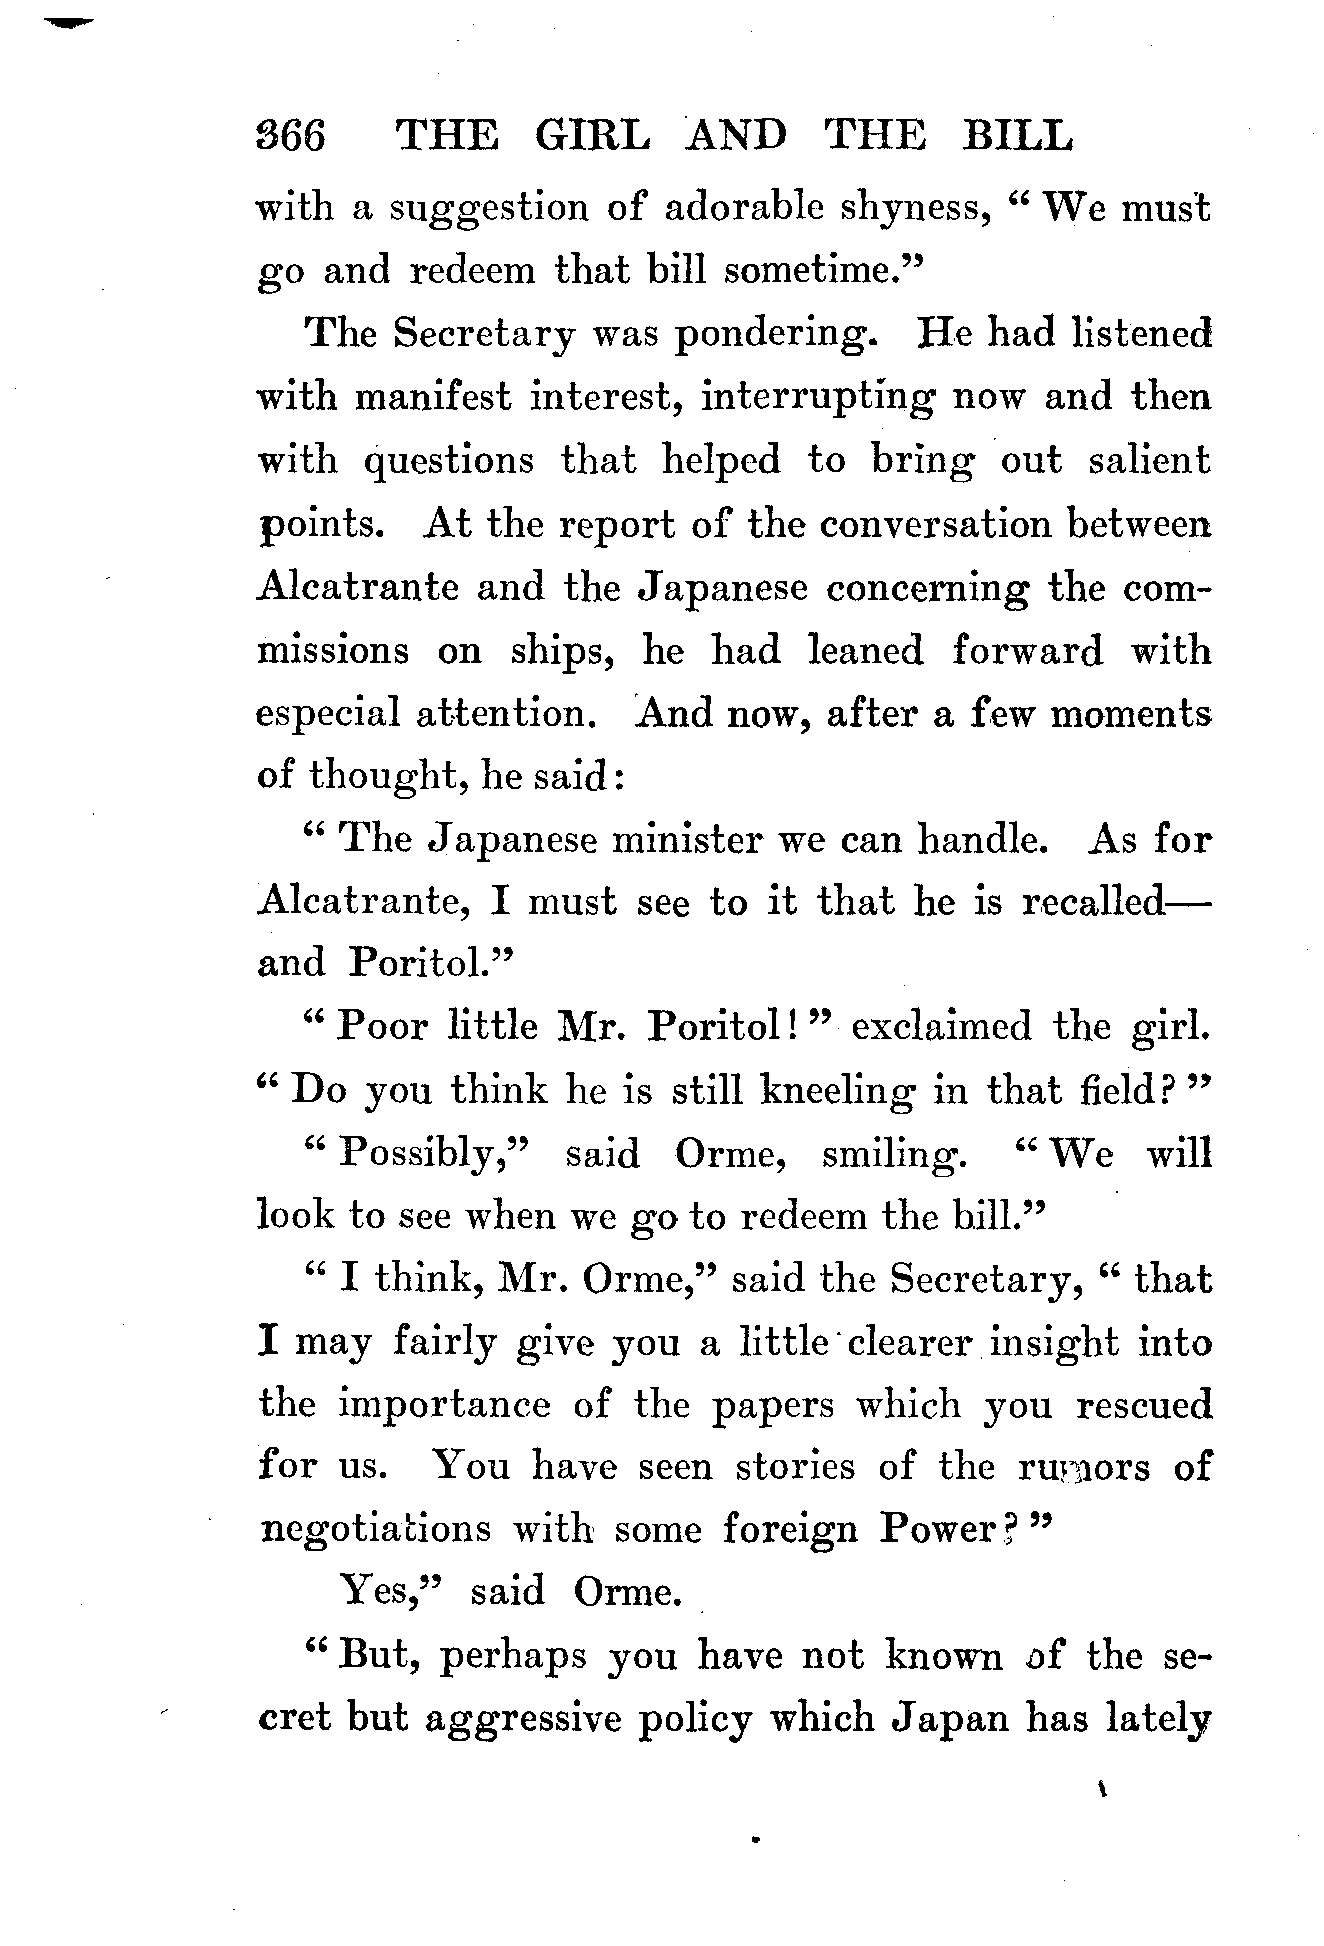 366 THE GIRL AND THE BILL
with a suggestion of adorable shyness, “ We must
go and redeem that bill sometime.”
The Secretary was pondering. He had listened
with manifest interest, interrupting now and then
with questions that helped to bring out salient
points. At the report of the conversation between
Alcatrante and the Japanese concerning the com-
missions on ships, he had leaned forward with
especial attention. And now, after a few moments
of thought, he said:
“ The Japanese minister we can handle. As for
Alcatrante, I must see to it that he is recalled—
and Poritol.”
“ Poor little Mr. Poritol! ” exclaimed the girl.
“ Do you think he is still kneeling in that field? ”
“ Possibly,” said Orme, smiling. “ We will
look to see when we go to redeem the bill.”
“ I think, Mr. Orme,” said the Secretary, “ that
I may fairly give you a little clearer insight into
the importance of the papers which you rescued
for us. You have seen stories of the rumors of
negotiations with some foreign Power? ”
Yes,” said Orme.
“ But, perhaps you have not known of the se-
cret but aggressive policy which Japan has lately